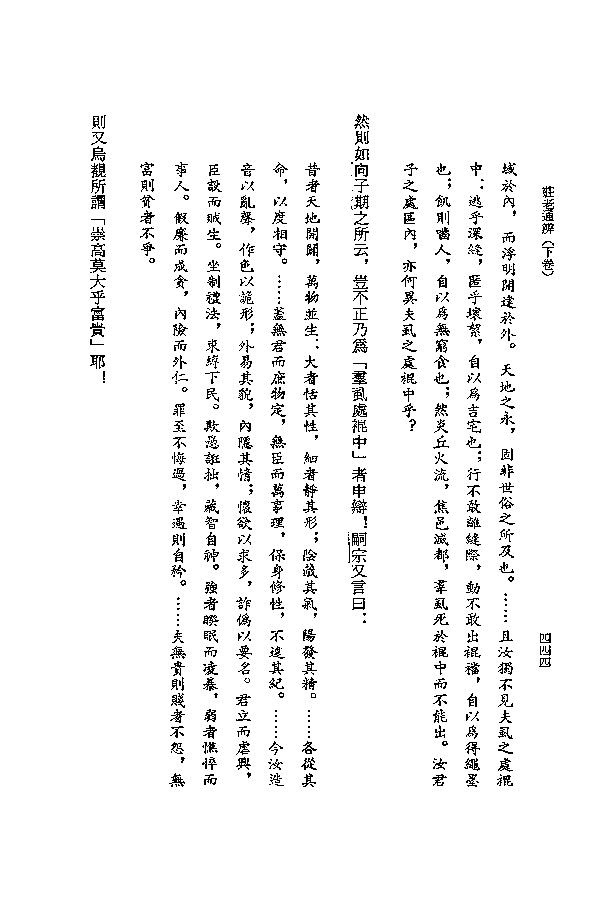 莊老通辨(下卷)
四四四
域於內，而浮明開達於外。天地之永，固非世俗之所及也。……且汝獨不見夫虱之處裩
中，逃乎深縫，匿乎壞絮，自以為吉宅也；行不敢離縫際，動不敢出裩襠，自以為得繩墨
也；飢則嚙人，自以為無窮食也；然炎丘火流，焦邑滅都，羣虱死於裩中而不能出。汝君
子之處區內，亦何異夫虱之處裩中乎？
然則如向子期之所云，豈不正乃為「羣虱處裩中」者申辯！嗣宗又言曰：
昔者天地開闢，萬物並生。大者恬其性，細者靜其形；陰藏其氣，陽發其精。……各從其
命，以度相守。……蓋無君而庶物定，無臣而萬事理，保身修性，不違其紀。……今汝造
音以亂聲，作色以詭形；外易其貌，內隱其情；懷欲以求多，詐偽以要名。君立而虐興，
臣設而賊生。坐制禮法，束縛下民。欺愚誑拙，藏智自神。強者睽眠而凌暴，弱者憔悴而
事人。假廉而成貪，內險而外仁。罪至不悔過，幸遇則自矜。……夫無貴則賤者不怨，無
富則貧者不爭。
則又烏覩所謂「崇高莫大乎富貴」耶！